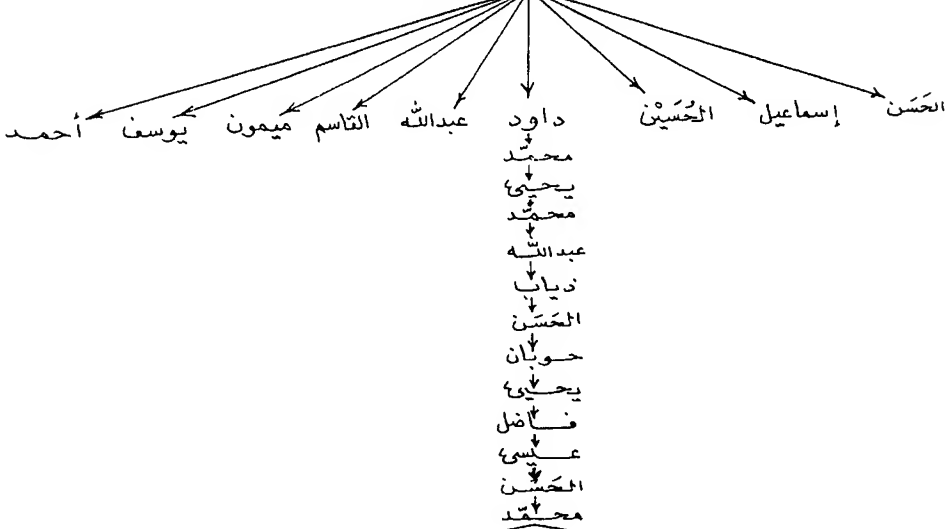 الحَسَن إسماعيل الحُسَيْن داود عبدالله القاسم ميمون يوسف أحمد
محمّد
يحيى
محمّد
عبدالله
ذياب
الحَسَن
حوبان
يحيى
فاضل
عيسى
الحَسَن
محمّد